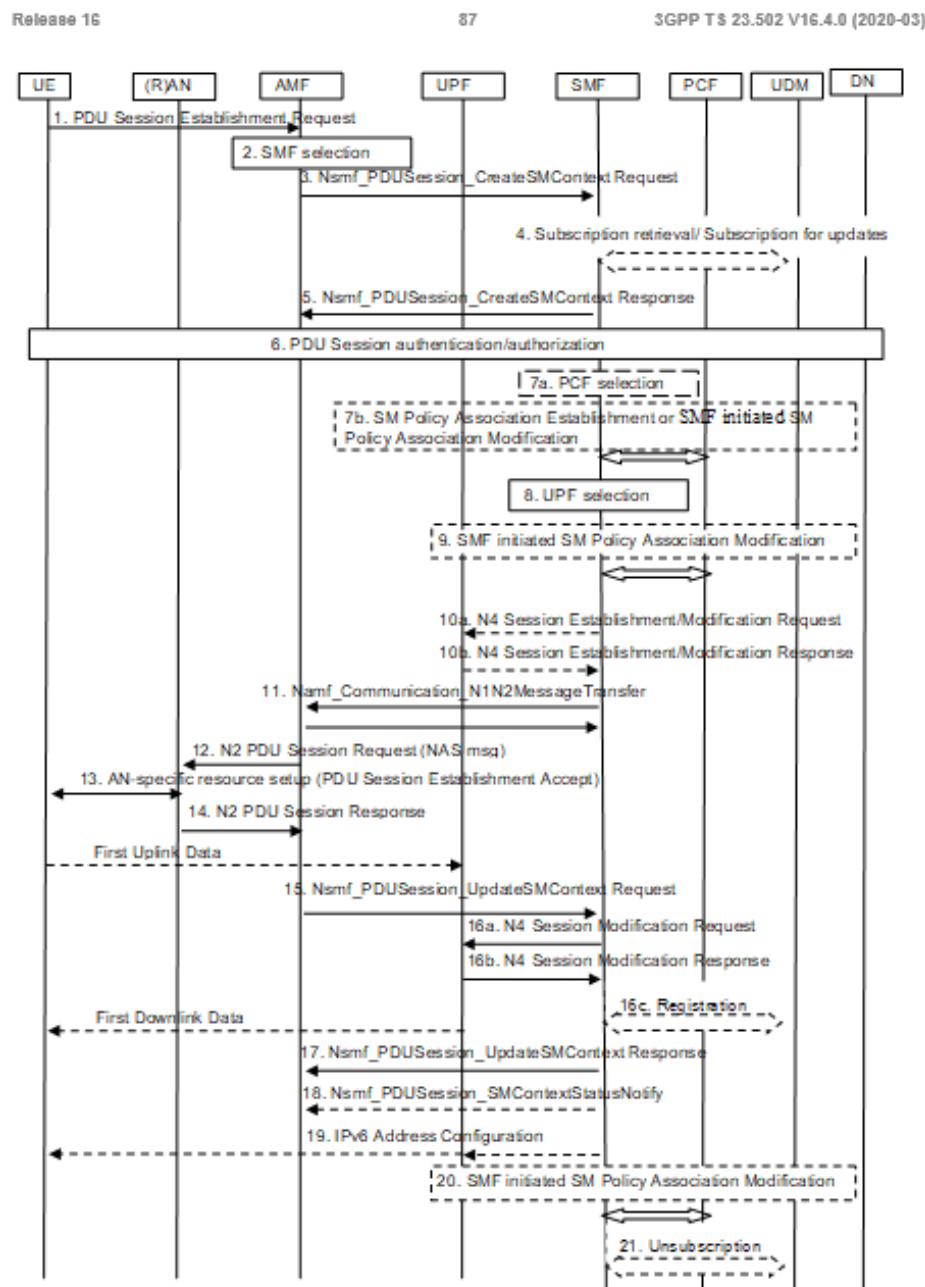 Release 16 87 3GPP TS 23.502 V16.4.0 (2020-03)
UE (R)AN AMF UPF SMF PCF UDM DN
1. PDU Session Establishment Request
2. SMF selection
3. Nsmf_PDUSession_CreateSMContext Request
4. Subscription retrieval/ Subscription for updates
5. Nsmf_PDUSession_CreateSMContext Response
6. PDU Session authentication/authorization
7a. PCF selection
7b. SM Policy Association Establishment or SMF initiated SM
Policy Association Modification
8. UPF selection
9. SMF initiated SM Policy Association Modification
10a. N4 Session Establishment/Modification Request
10b. N4 Session Establishment/Modification Response
11. Namf_Communication_N1N2MessageTransfer
12. N2 PDU Session Request (NAS msg)
13. AN-specific resource setup (PDU Session Establishment Accept)
14. N2 PDU Session Response
First Uplink Data
15. Nsmf_PDUSession_UpdateSMContext Request
16a. N4 Session Modification Request
16b. N4 Session Modification Response
16c. Registration
First Downlink Data
17. Nsmf_PDUSession_UpdateSMContext Response
18. Nsmf_PDUSession_SMContextStatusNotify
19. IPv6 Address Configuration
20. SMF initiated SM Policy Association Modification
21. Unsubscription